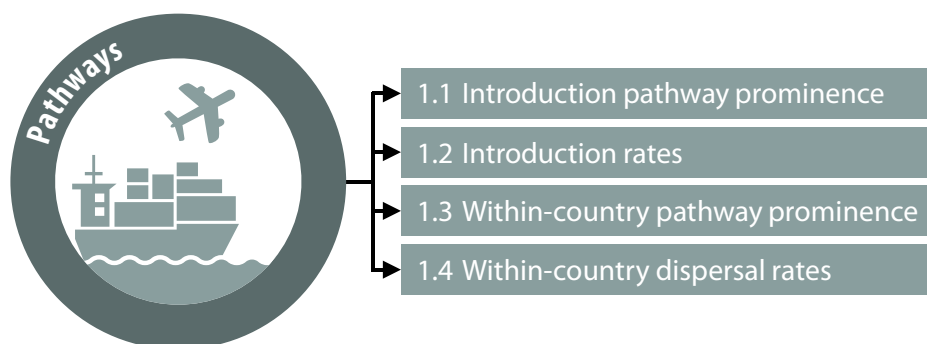 Pathways
1.1 Introduction pathway prominence
1.2 Introduction rates
1.3 Within-country pathway prominence
1.4 Within-country dispersal rates